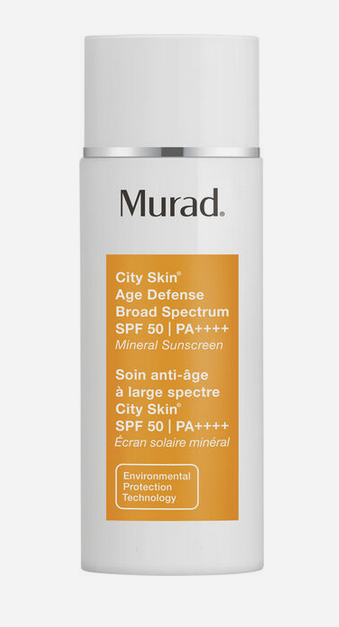 Murad®
City Skin®
Age Defense
Broad Spectrum
SPF 50 | PA++++
Mineral Sunscreen
Soin anti-âge
à large spectre
City Skin®
SPF 50 | PA++++
Écran solaire minéral
Environmental
Protection
Technology